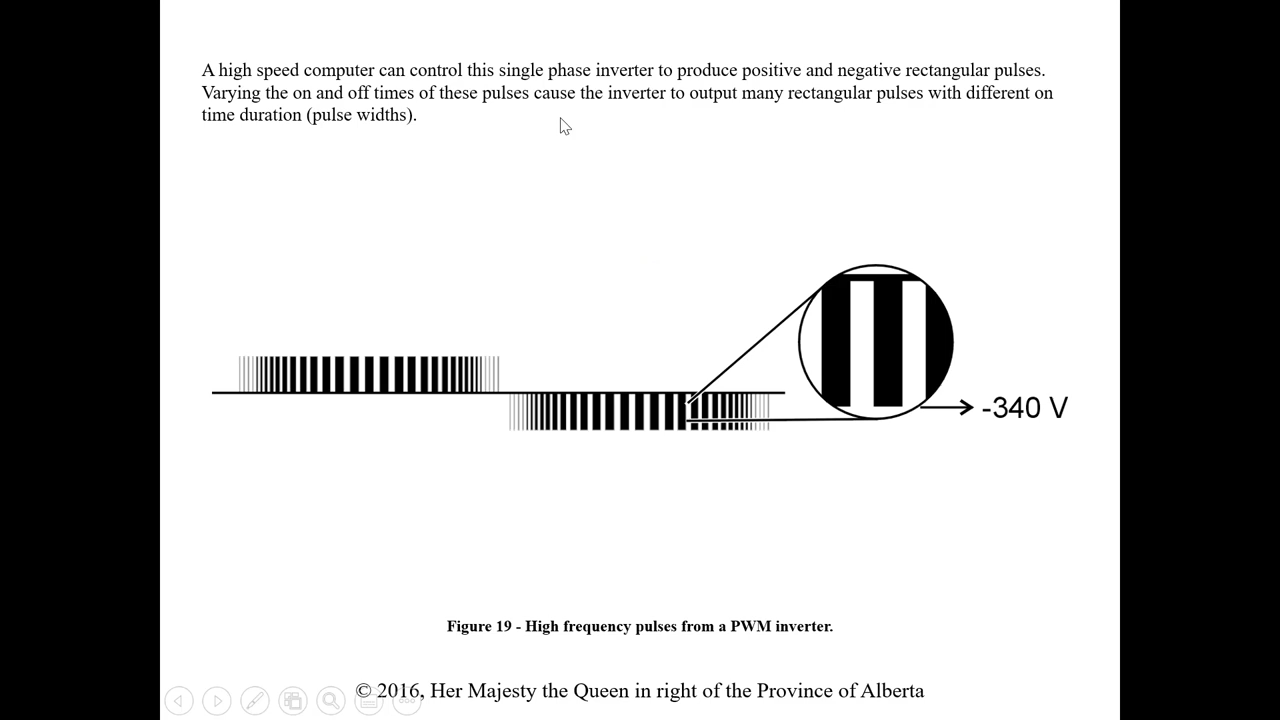 A high speed computer can control this single phase inverter to produce positive and negative rectangular pulses.
Varying the on and off times of these pulses cause the inverter to output many rectangular pulses with different on
time duration (pulse widths).
-340 V
Figure 19 - High frequency pulses from a PWM inverter.
© 2016, Her Majesty the Queen in right of the Province of Alberta